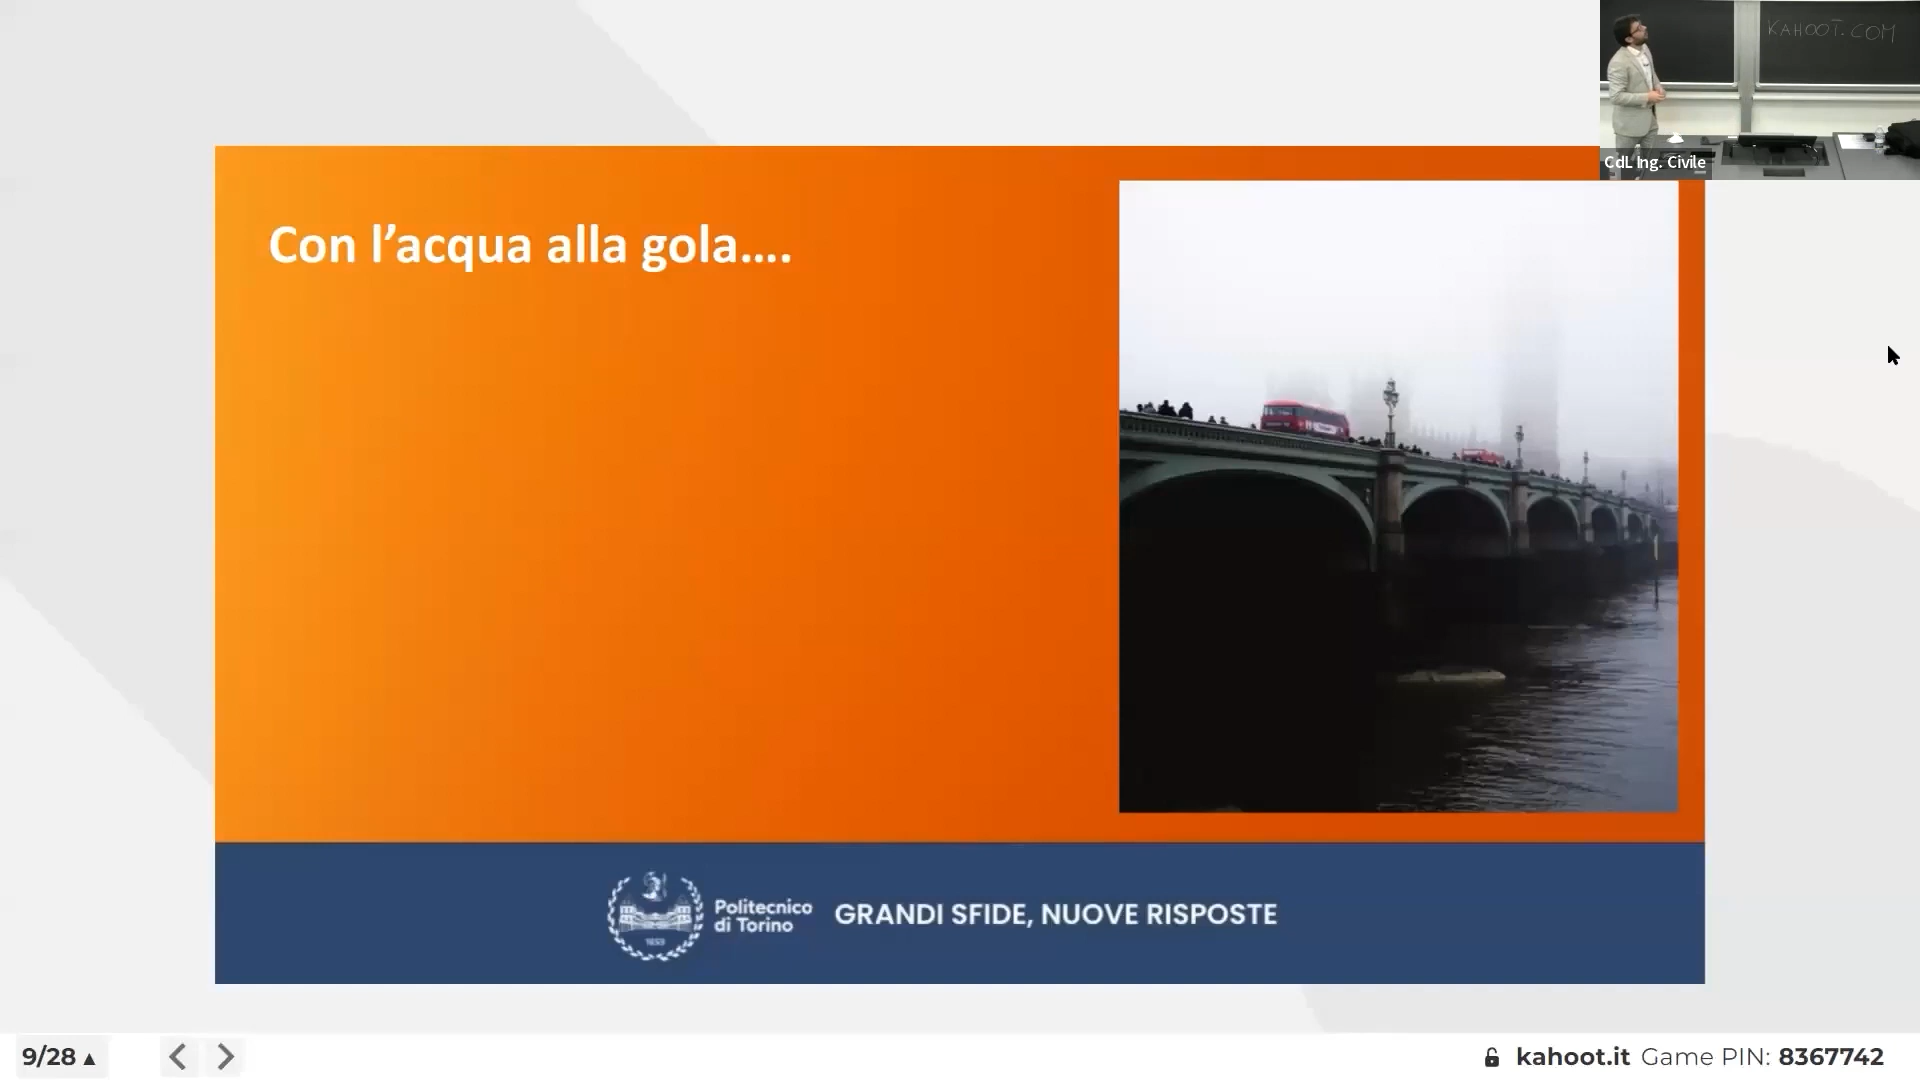 KAHOOT.COM
CdL Ing. Civile
Con l’acqua alla gola....
Politecnico
di Torino
1859
GRANDI SFIDE, NUOVE RISPOSTE
9/28 ▲
kahoot.it Game PIN: 8367742